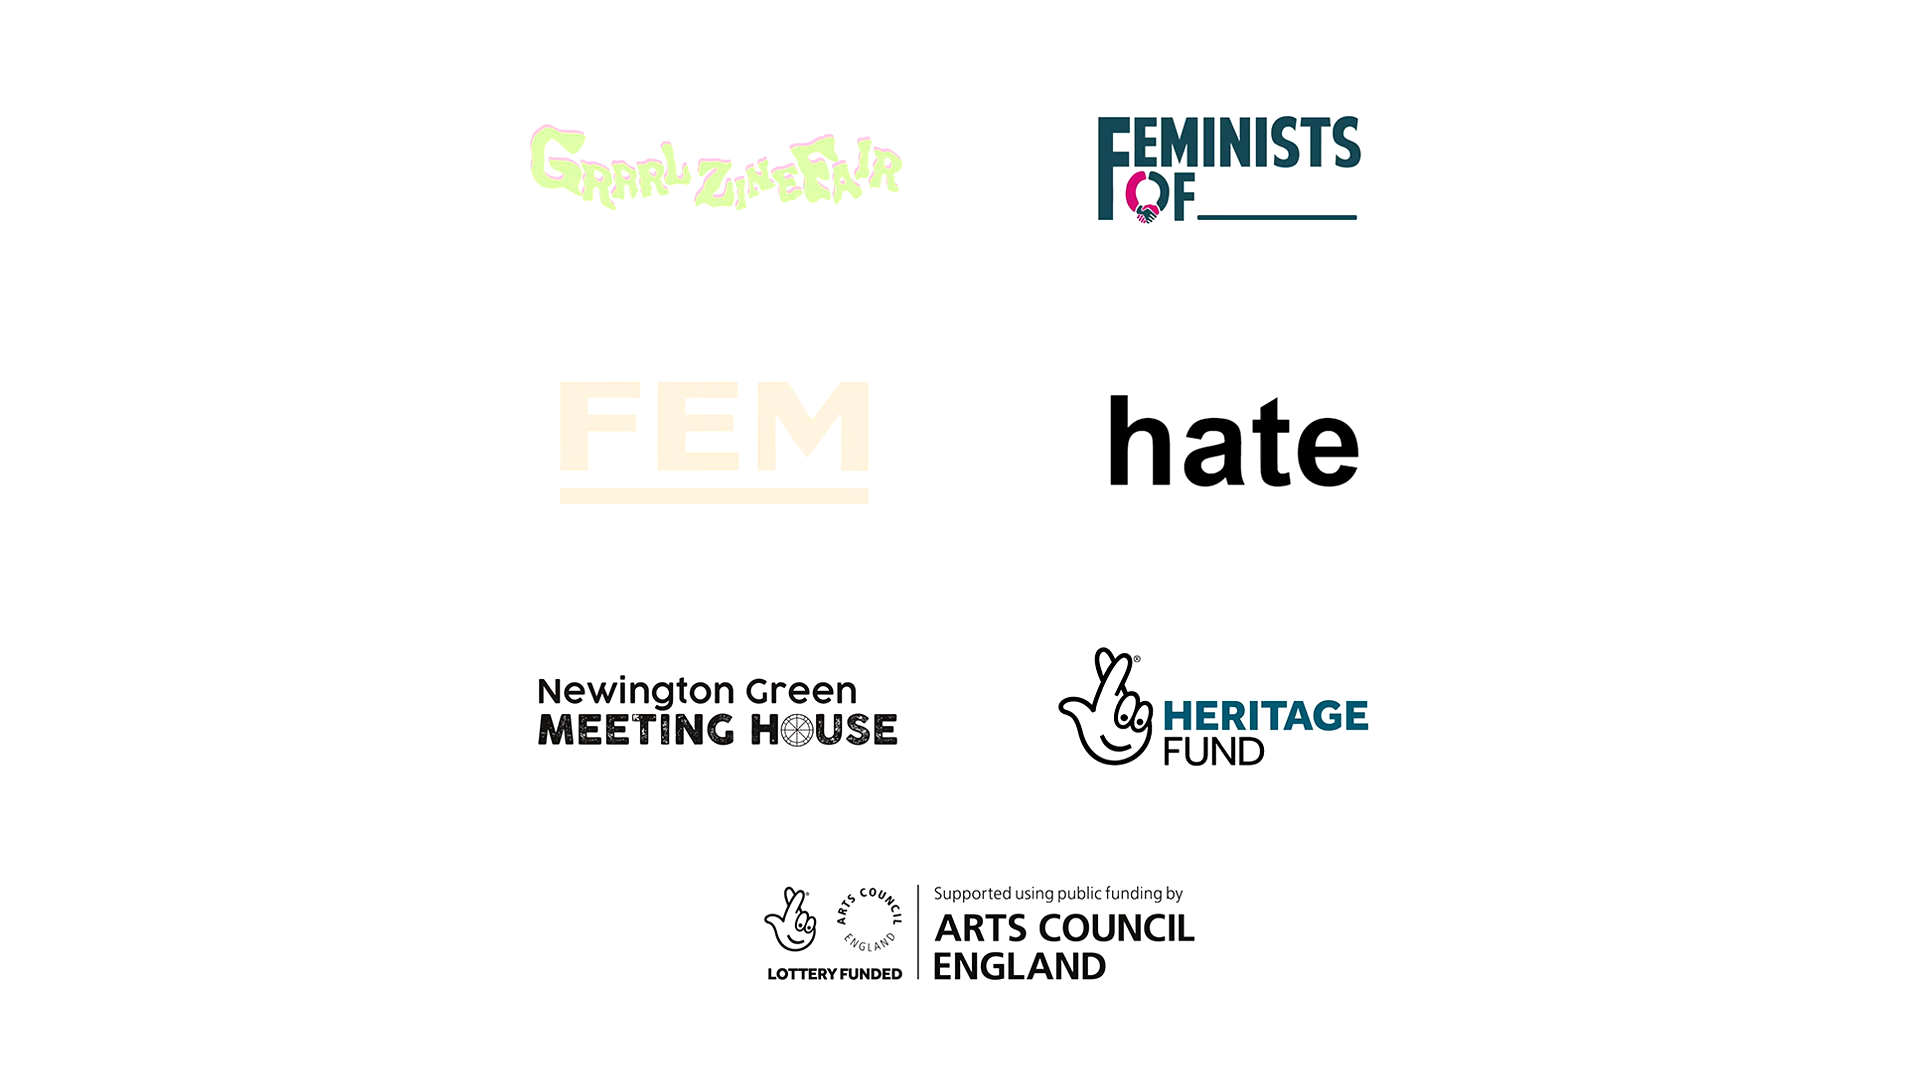 GRRRL ZINE FAIR
FEMINISTS
OF
FEM
hate
Newington Green
MEETING HOUSE
®
HERITAGE
FUND
ARTS COUNCIL
ENGLAND
LOTTERY FUNDED
Supported using public funding by
ARTS COUNCIL
ENGLAND